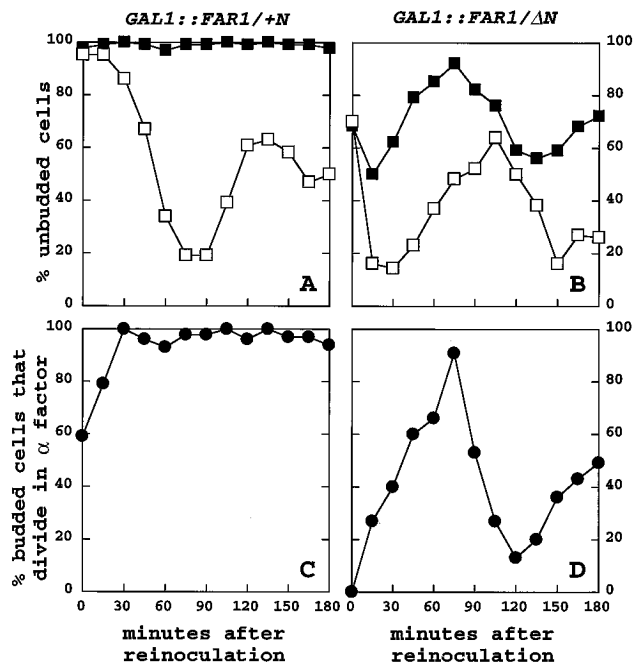 GAL1::FAR1/+N
GAL1::FAR1/ΔN
% unbudded cells
100
80
60
40
20
0
A
B
100
80
60
40
20
0
% budded cells that
divide in α factor
100
80
60
40
20
0
C
D
100
80
60
40
20
0
0 30 60 90 120 150 180
0 30 60 90 120 150 180
minutes after
reinoculation
minutes after
reinoculation